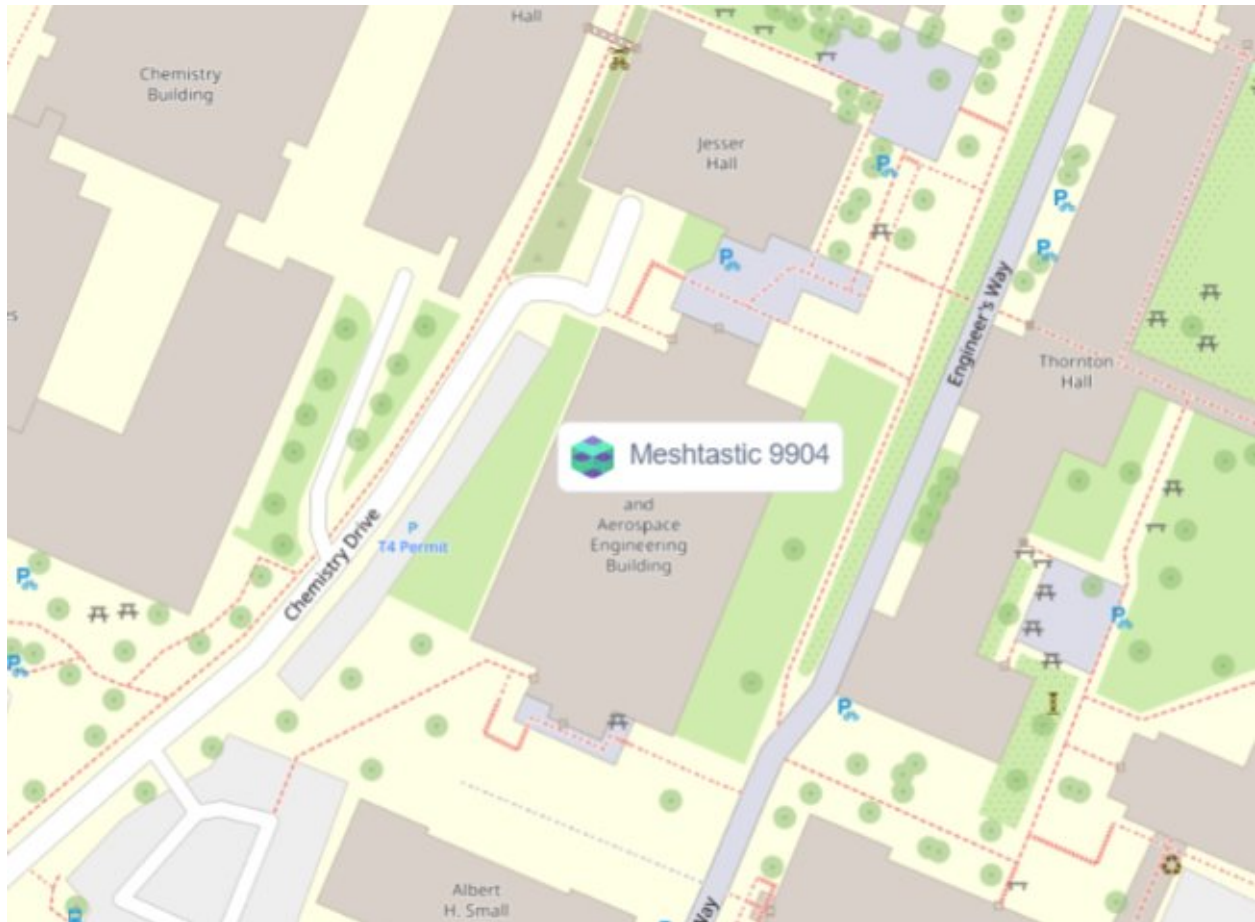 Hall
Chemistry
Building
Jesser
Hall
P
P
P
P
Engineer's Way
Thornton
Hall
Meshtastic 9904
and
Aerospace
Engineering
Building
P
T4 Permit
Chemistry Drive
P
P
P
P
Albert
H. Small
Way